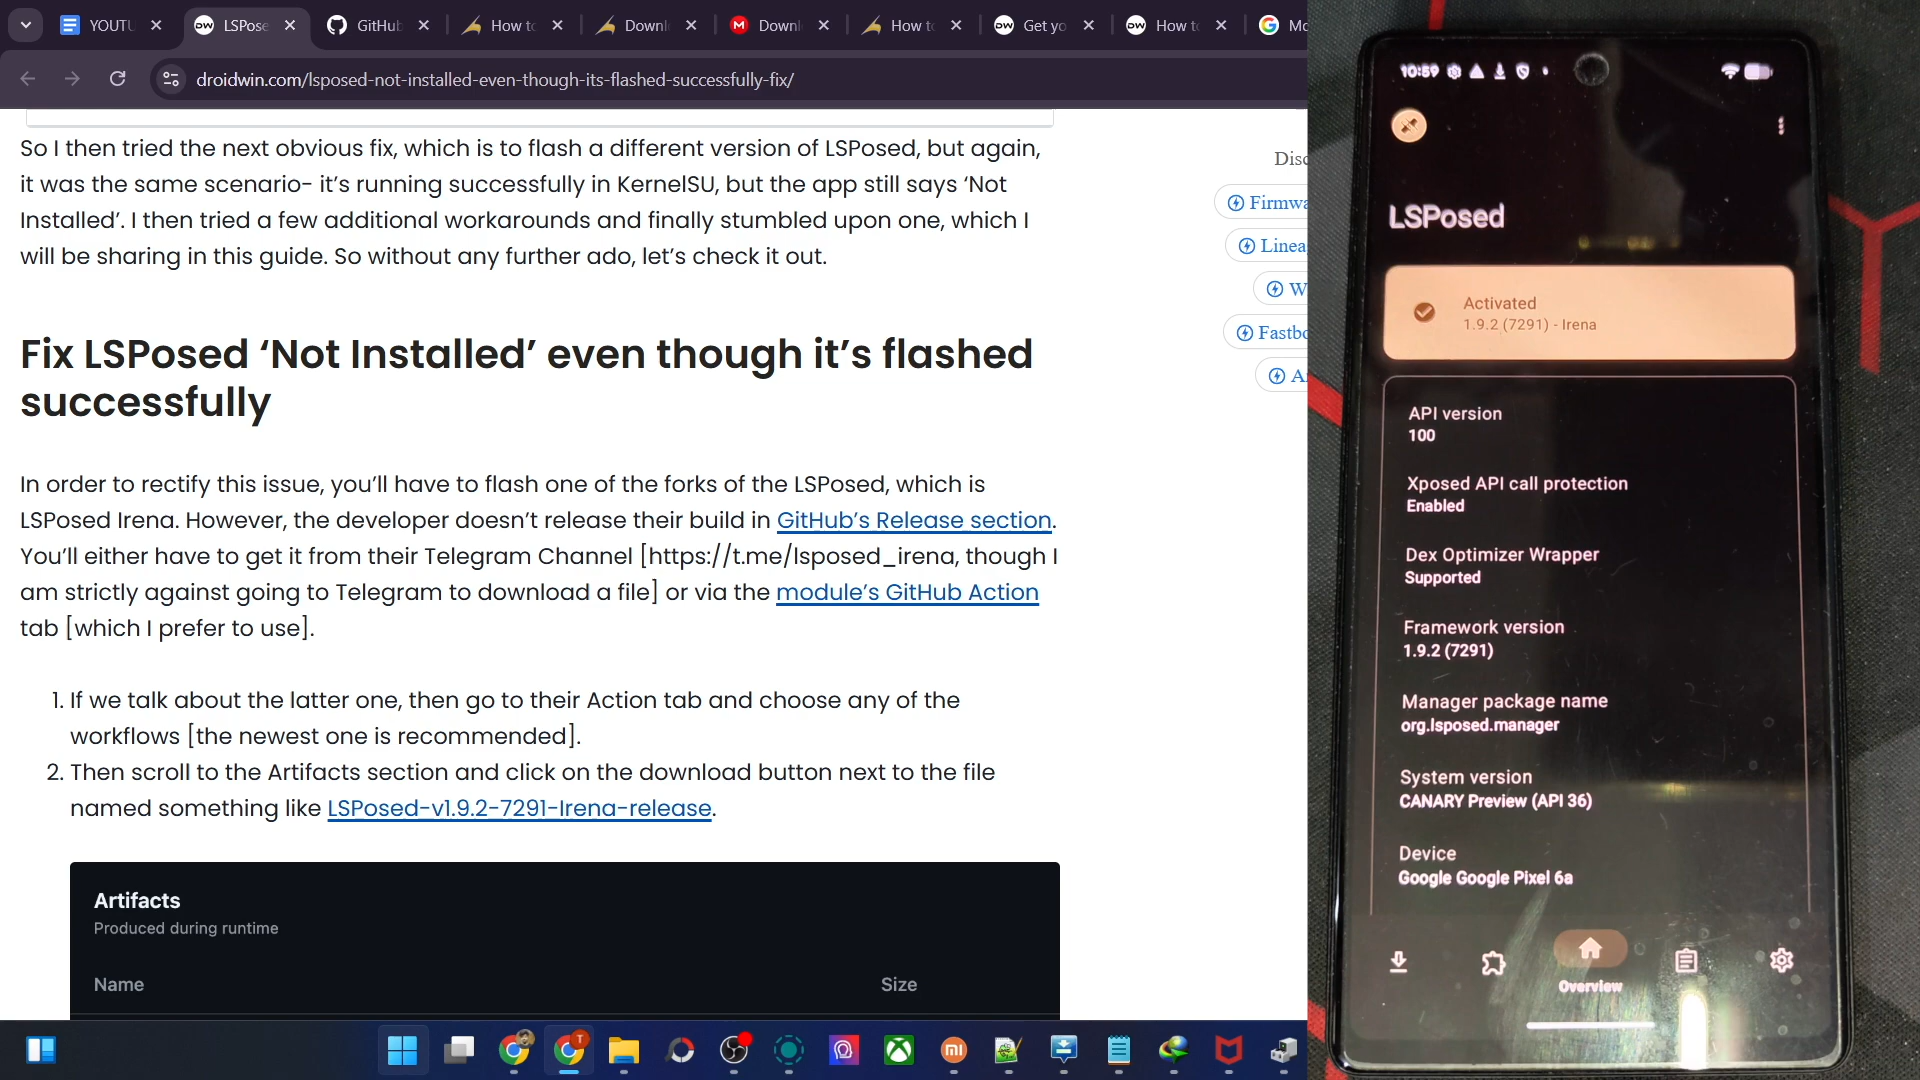 YOUTU
LSPose
GitHub
How to
Downl
Downl
How to
Get yo
How to
Mo
droidwin.com/lsposed-not-installed-even-though-its-flashed-successfully-fix/
So I then tried the next obvious fix, which is to flash a different version of LSPosed, but again,
it was the same scenario- it's running successfully in KernelSU, but the app still says 'Not
Installed'. I then tried a few additional workarounds and finally stumbled upon one, which I
will be sharing in this guide. So without any further ado, let's check it out.
Fix LSPosed 'Not Installed' even though it's flashed
successfully
In order to rectify this issue, you'll have to flash one of the forks of the LSPosed, which is
LSPosed Irena. However, the developer doesn't release their build in GitHub's Release section.
You'll either have to get it from their Telegram Channel [https://t.me/lsposed_irena, though I
am strictly against going to Telegram to download a file] or via the module's GitHub Action
tab [which I prefer to use].
1. If we talk about the latter one, then go to their Action tab and choose any of the
workflows [the newest one is recommended].
2. Then scroll to the Artifacts section and click on the download button next to the file
named something like LSPosed-v1.9.2-7291-Irena-release.
Artifacts
Produced during runtime
Name Size
Disc
Firmwa
Linea
W
Fastbo
A
10:59
LSPosed
Activated
1.9.2 (7291) - Irena
API version
100
Xposed API call protection
Enabled
Dex Optimizer Wrapper
Supported
Framework version
1.9.2 (7291)
Manager package name
org.lsposed.manager
System version
CANARY Preview (API 36)
Device
Google Google Pixel 6a
Overview